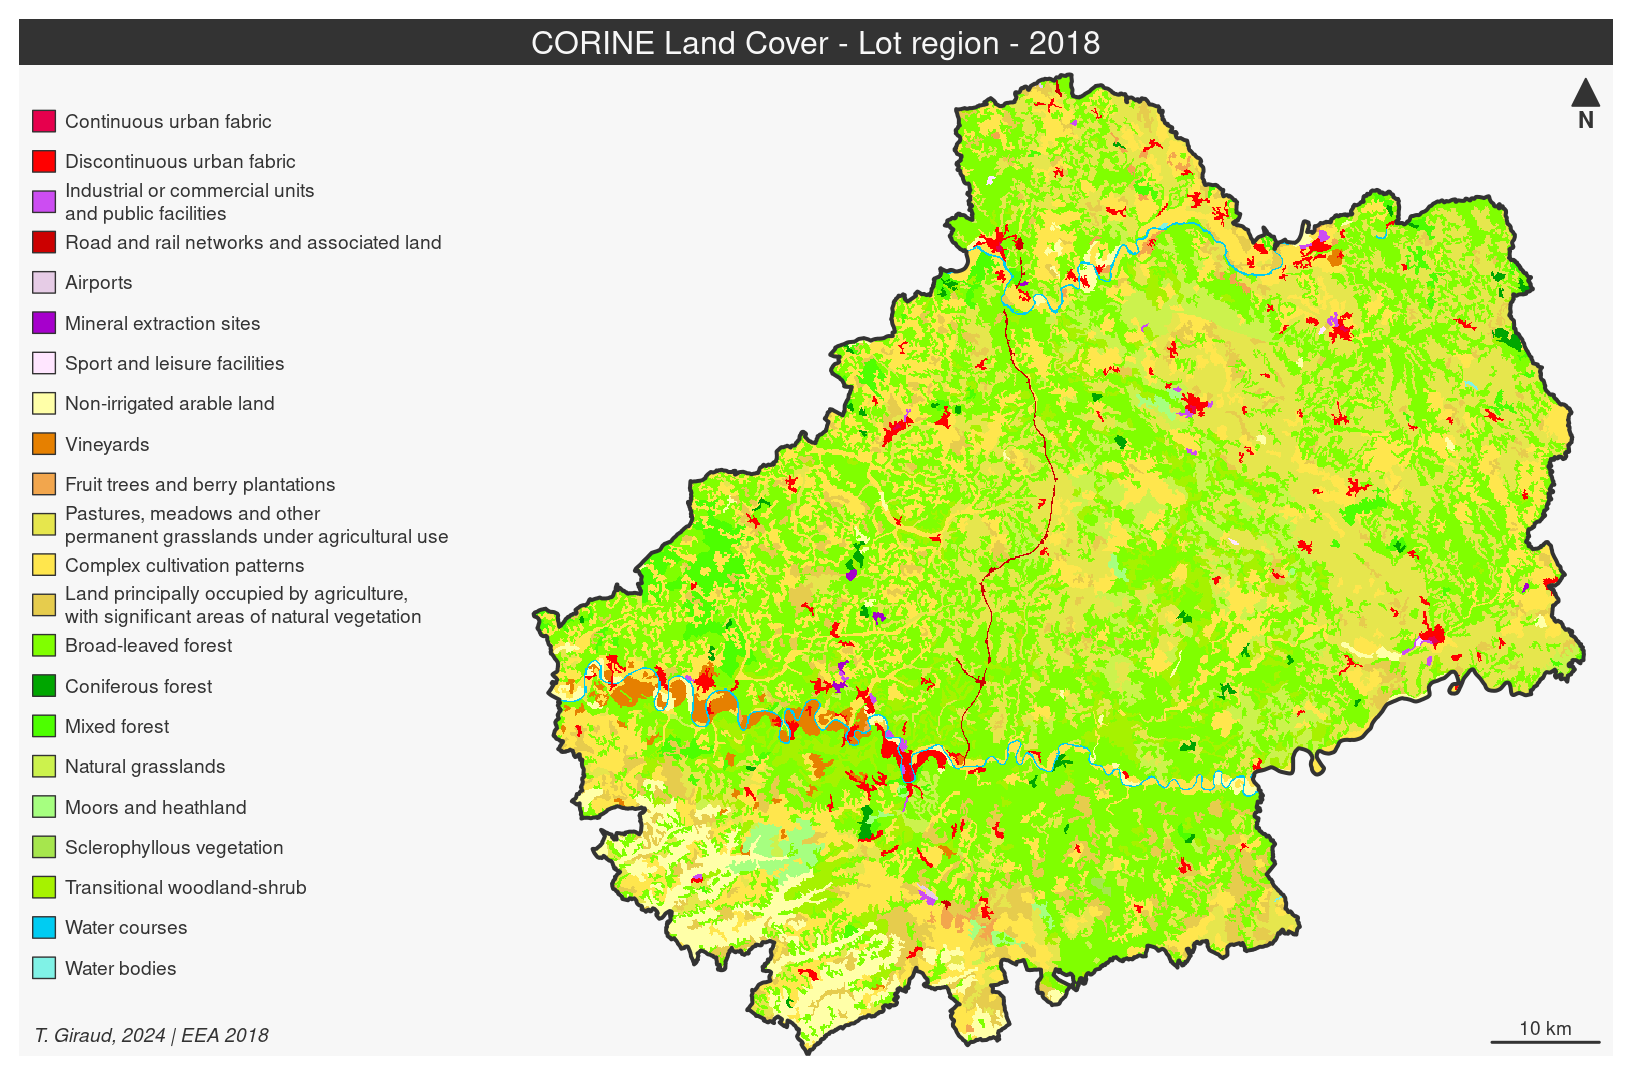 CORINE Land Cover - Lot region - 2018
N
Continuous urban fabric
Discontinuous urban fabric
Industrial or commercial units
and public facilities
Road and rail networks and associated land
Airports
Mineral extraction sites
Sport and leisure facilities
Non-irrigated arable land
Vineyards
Fruit trees and berry plantations
Pastures, meadows and other
permanent grasslands under agricultural use
Complex cultivation patterns
Land principally occupied by agriculture,
with significant areas of natural vegetation
Broad-leaved forest
Coniferous forest
Mixed forest
Natural grasslands
Moors and heathland
Sclerophyllous vegetation
Transitional woodland-shrub
Water courses
Water bodies
T. Giraud, 2024 | EEA 2018
10 km